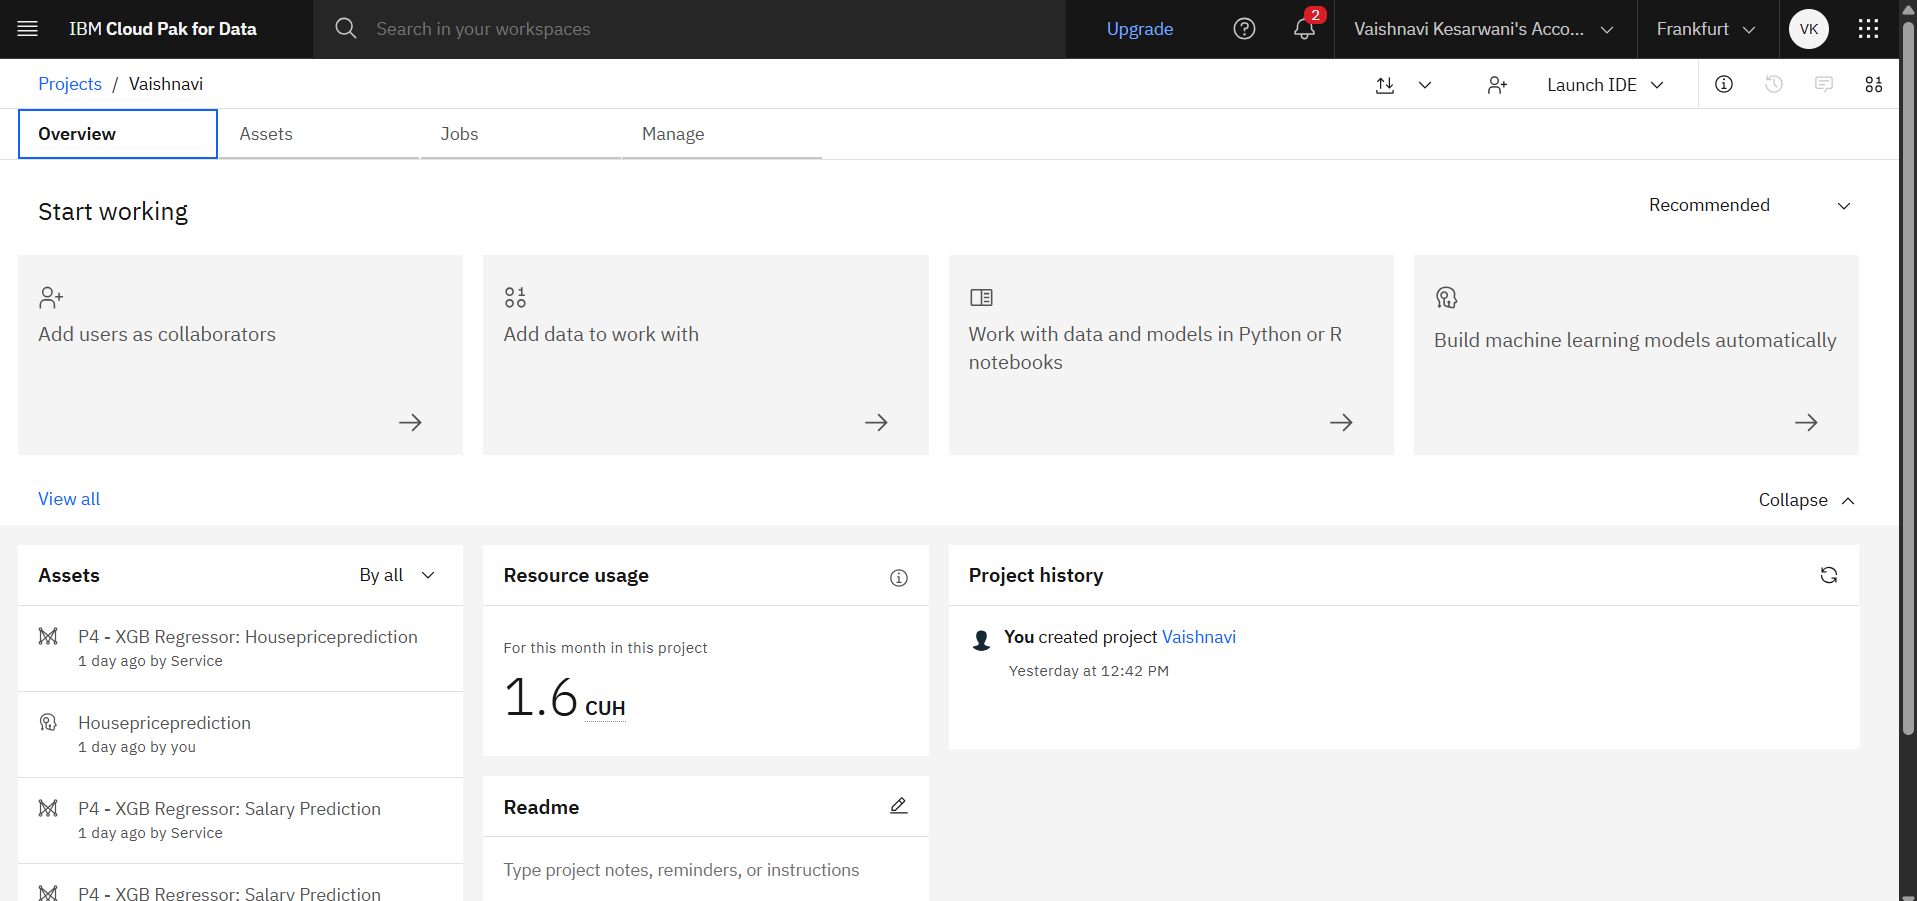 IBM Cloud Pak for Data
Search in your workspaces
Upgrade
2
Vaishnavi Kesarwani's Acco...
Frankfurt
VK
Projects / Vaishnavi
Launch IDE
Overview
Assets
Jobs
Manage
Start working
Recommended
Add users as collaborators
Add data to work with
Work with data and models in Python or R
notebooks
Build machine learning models automatically
View all
Collapse
Assets
By all
P4 - XGB Regressor: Housepriceprediction
1 day ago by Service
Housepriceprediction
1 day ago by you
P4 - XGB Regressor: Salary Prediction
1 day ago by Service
P4 - XGB Regressor: Salary Prediction
Resource usage
For this month in this project
1.6 CUH
Readme
Type project notes, reminders, or instructions
Project history
You created project Vaishnavi
Yesterday at 12:42 PM